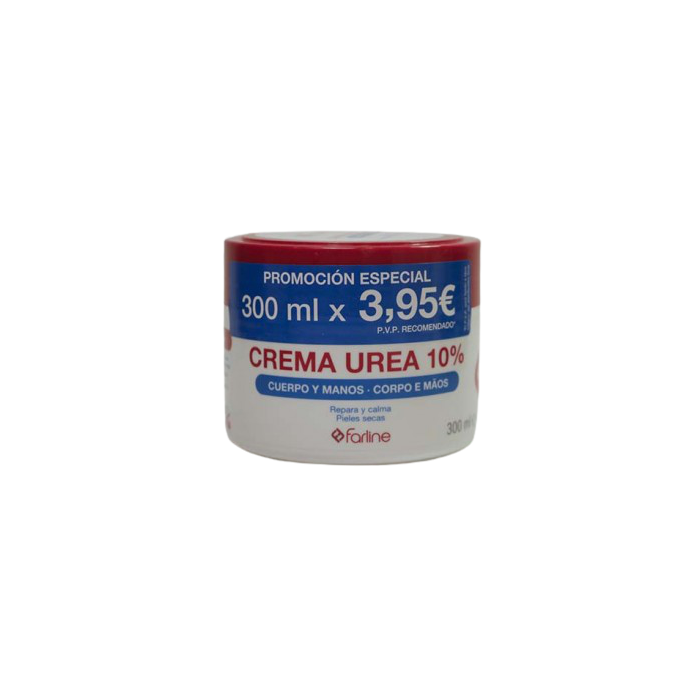 PROMOCIÓN ESPECIAL
300 ml x 3,95€
P.V.P. RECOMENDADO*
CREMA UREA 10%
CUERPO Y MANOS · CORPO E MÃOS
Repara y calma
Pieles secas
farline
300 ml